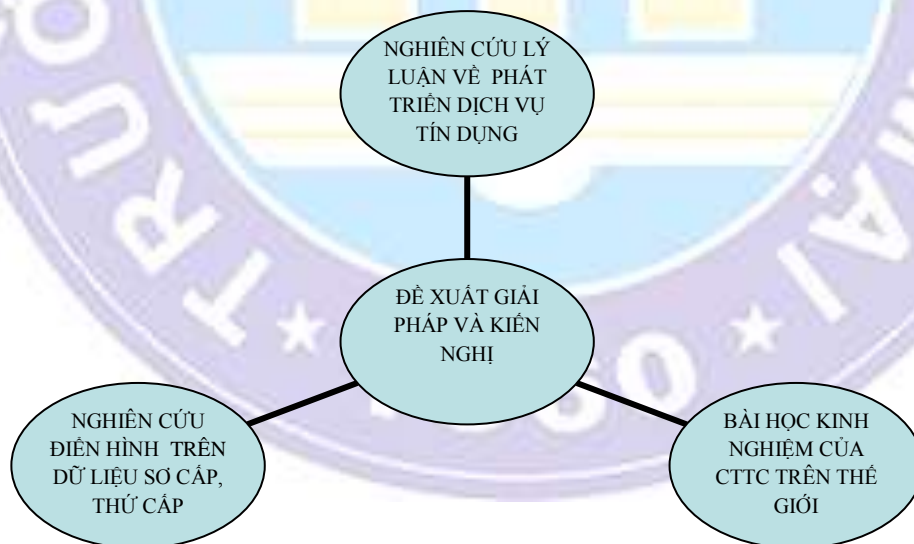 NGHIÊN CỨU LÝ
LUẬN VỀ PHÁT
TRIỂN DỊCH VỤ
TÍN DỤNG
ĐỀ XUẤT GIẢI
PHÁP VÀ KIẾN
NGHỊ
NGHIÊN CỨU
ĐIỂN HÌNH TRÊN
DỮ LIỆU SƠ CẤP,
THỨ CẤP
BÀI HỌC KINH
NGHIỆM CỦA
CTTC TRÊN THẾ
GIỚI